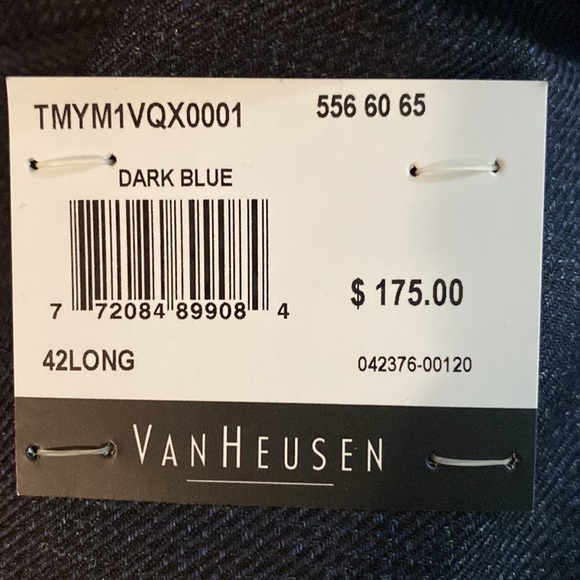 TMYM1VQX0001 556 60 65
DARK BLUE
7 72084 89908 4
$ 175.00
42LONG 042376-00120
VANHEUSEN